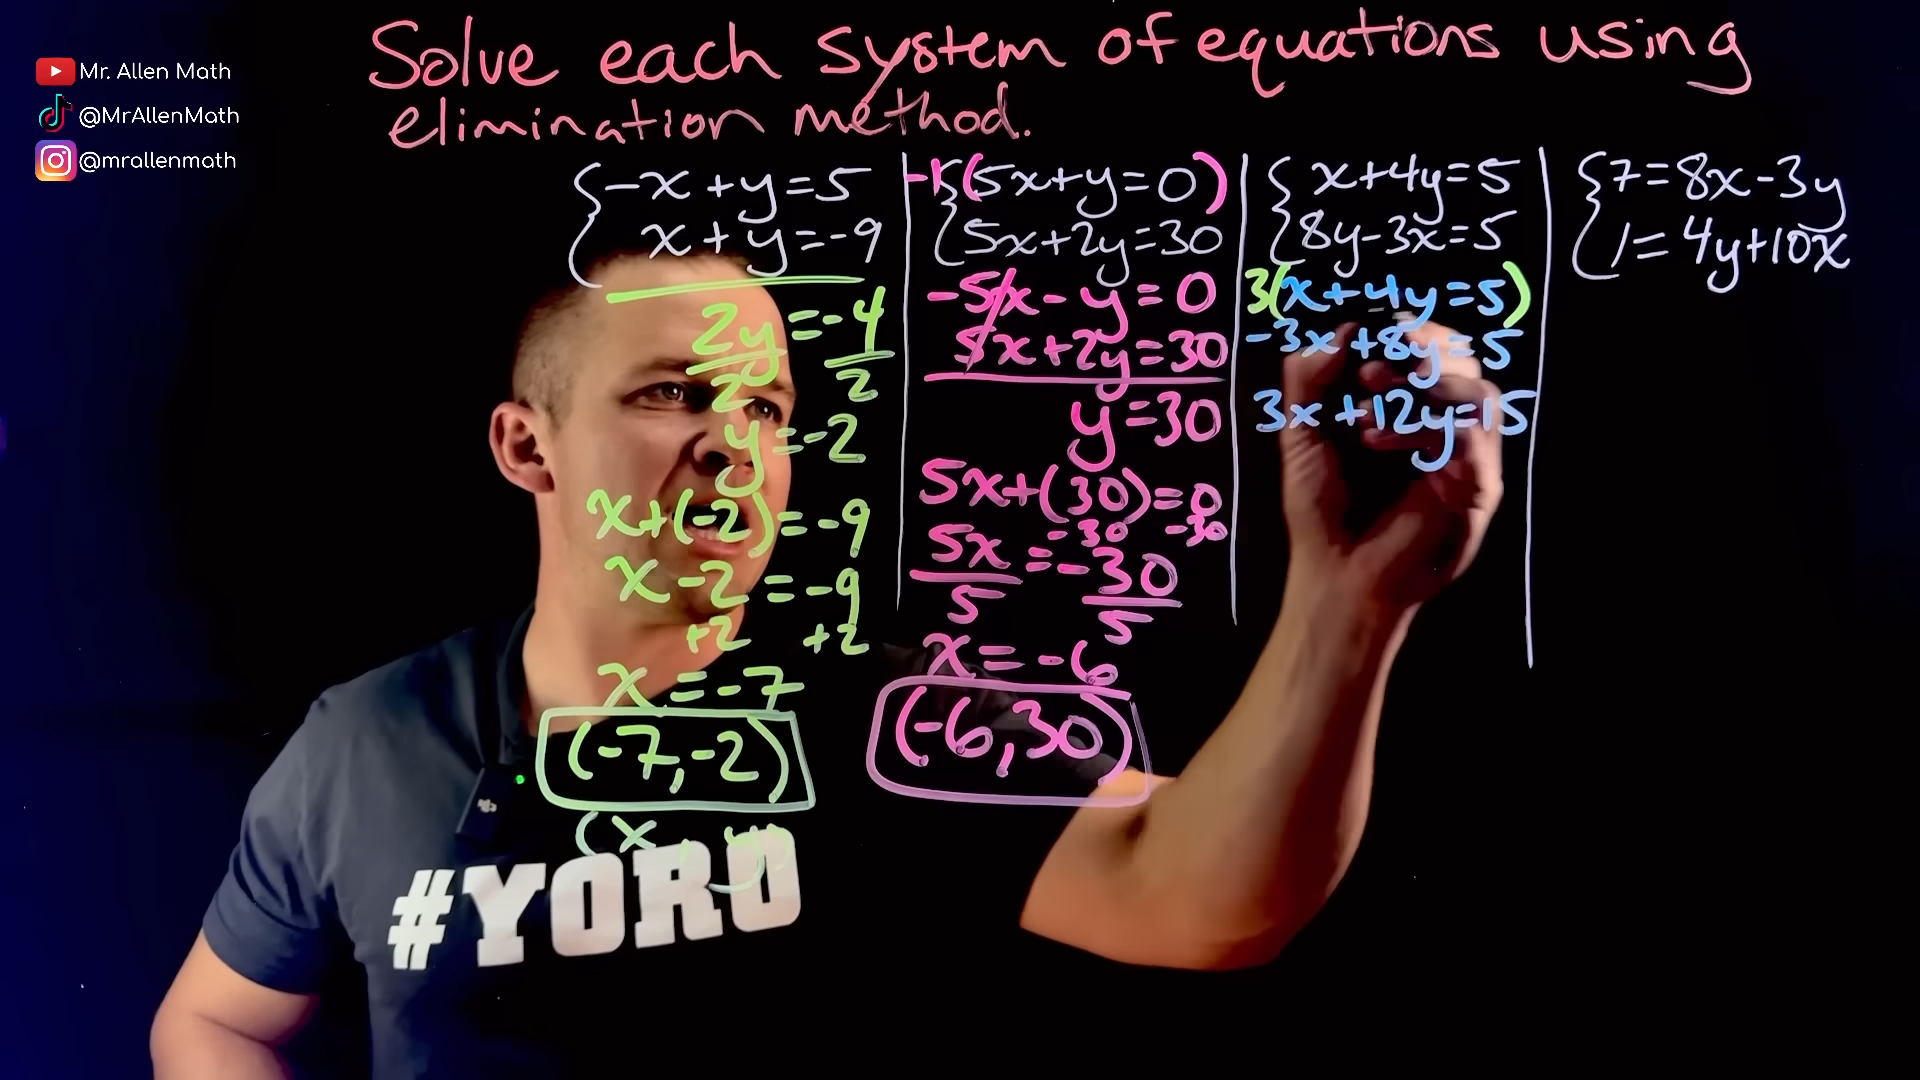 Mr. Allen Math
@MrAllenMath
@mrallenmath
Solve each system of equations using
elimination method.
-x+y=5
x+y=-9
2y=-4
2 2
y=-2
x+(-2)=-9
x-2=-9
+2 +2
x=-7
(-7,-2)
(x, y)
-1(5x+y=0)
5x+2y=30
-5x-y=0
5x+2y=30
y=30
5x+(30)=0
-30 -30
5x=-30
5 5
x=-6
(-6,30)
x+4y=5
8y-3x=5
3(x+4y=5)
-3x+8y=5
3x+12y=15
7=8x-3y
1=4y+10x
#YORO